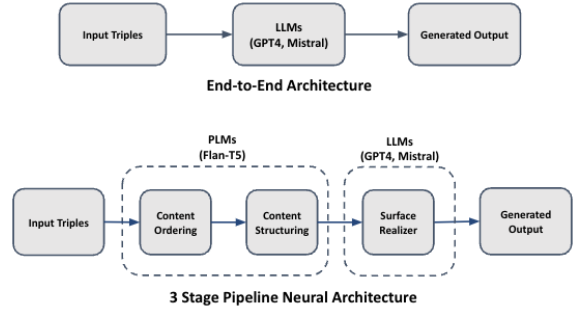 Input Triples
LLMs
(GPT4, Mistral)
Generated Output
End-to-End Architecture
PLMs
(Flan-T5)
LLMs
(GPT4, Mistral)
Input Triples
Content
Ordering
Content
Structuring
Surface
Realizer
Generated
Output
3 Stage Pipeline Neural Architecture